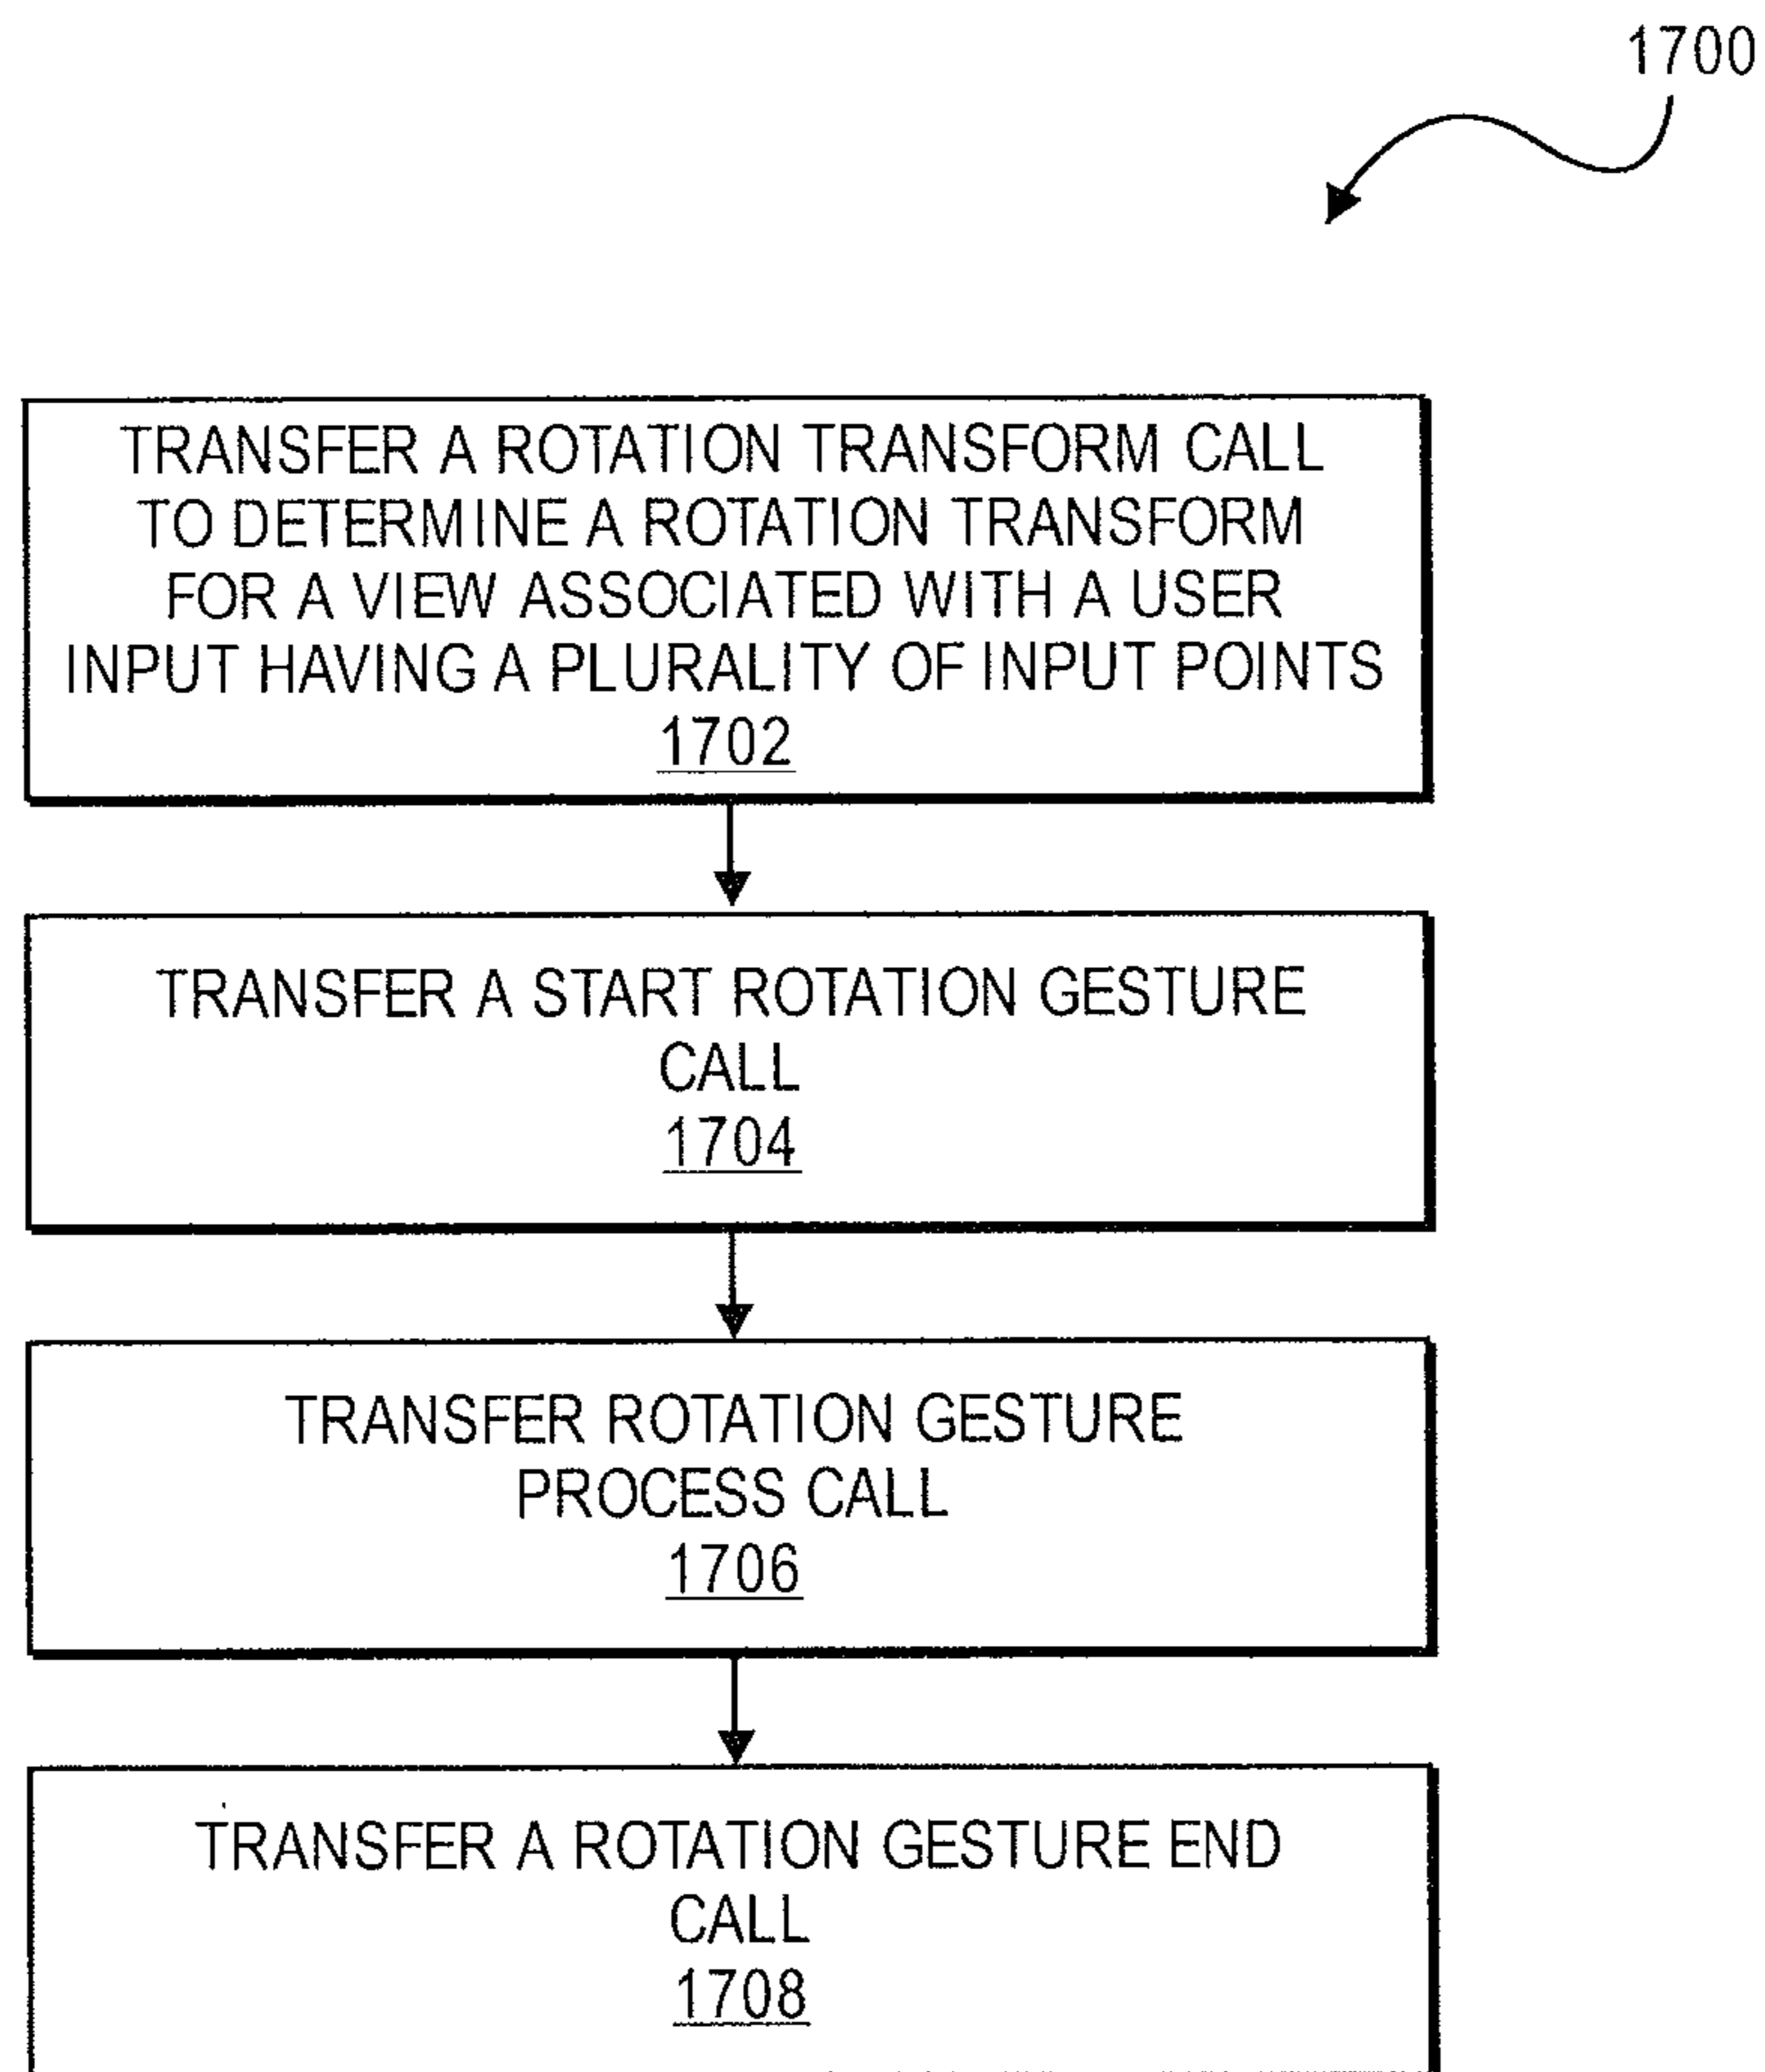 1700
TRANSFER A ROTATION TRANSFORM CALL
TO DETERMINE A ROTATION TRANSFORM
FOR A VIEW ASSOCIATED WITH A USER
INPUT HAVING A PLURALITY OF INPUT POINTS
1702
TRANSFER A START ROTATION GESTURE
CALL
1704
TRANSFER ROTATION GESTURE
PROCESS CALL
1706
TRANSFER A ROTATION GESTURE END
CALL
1708